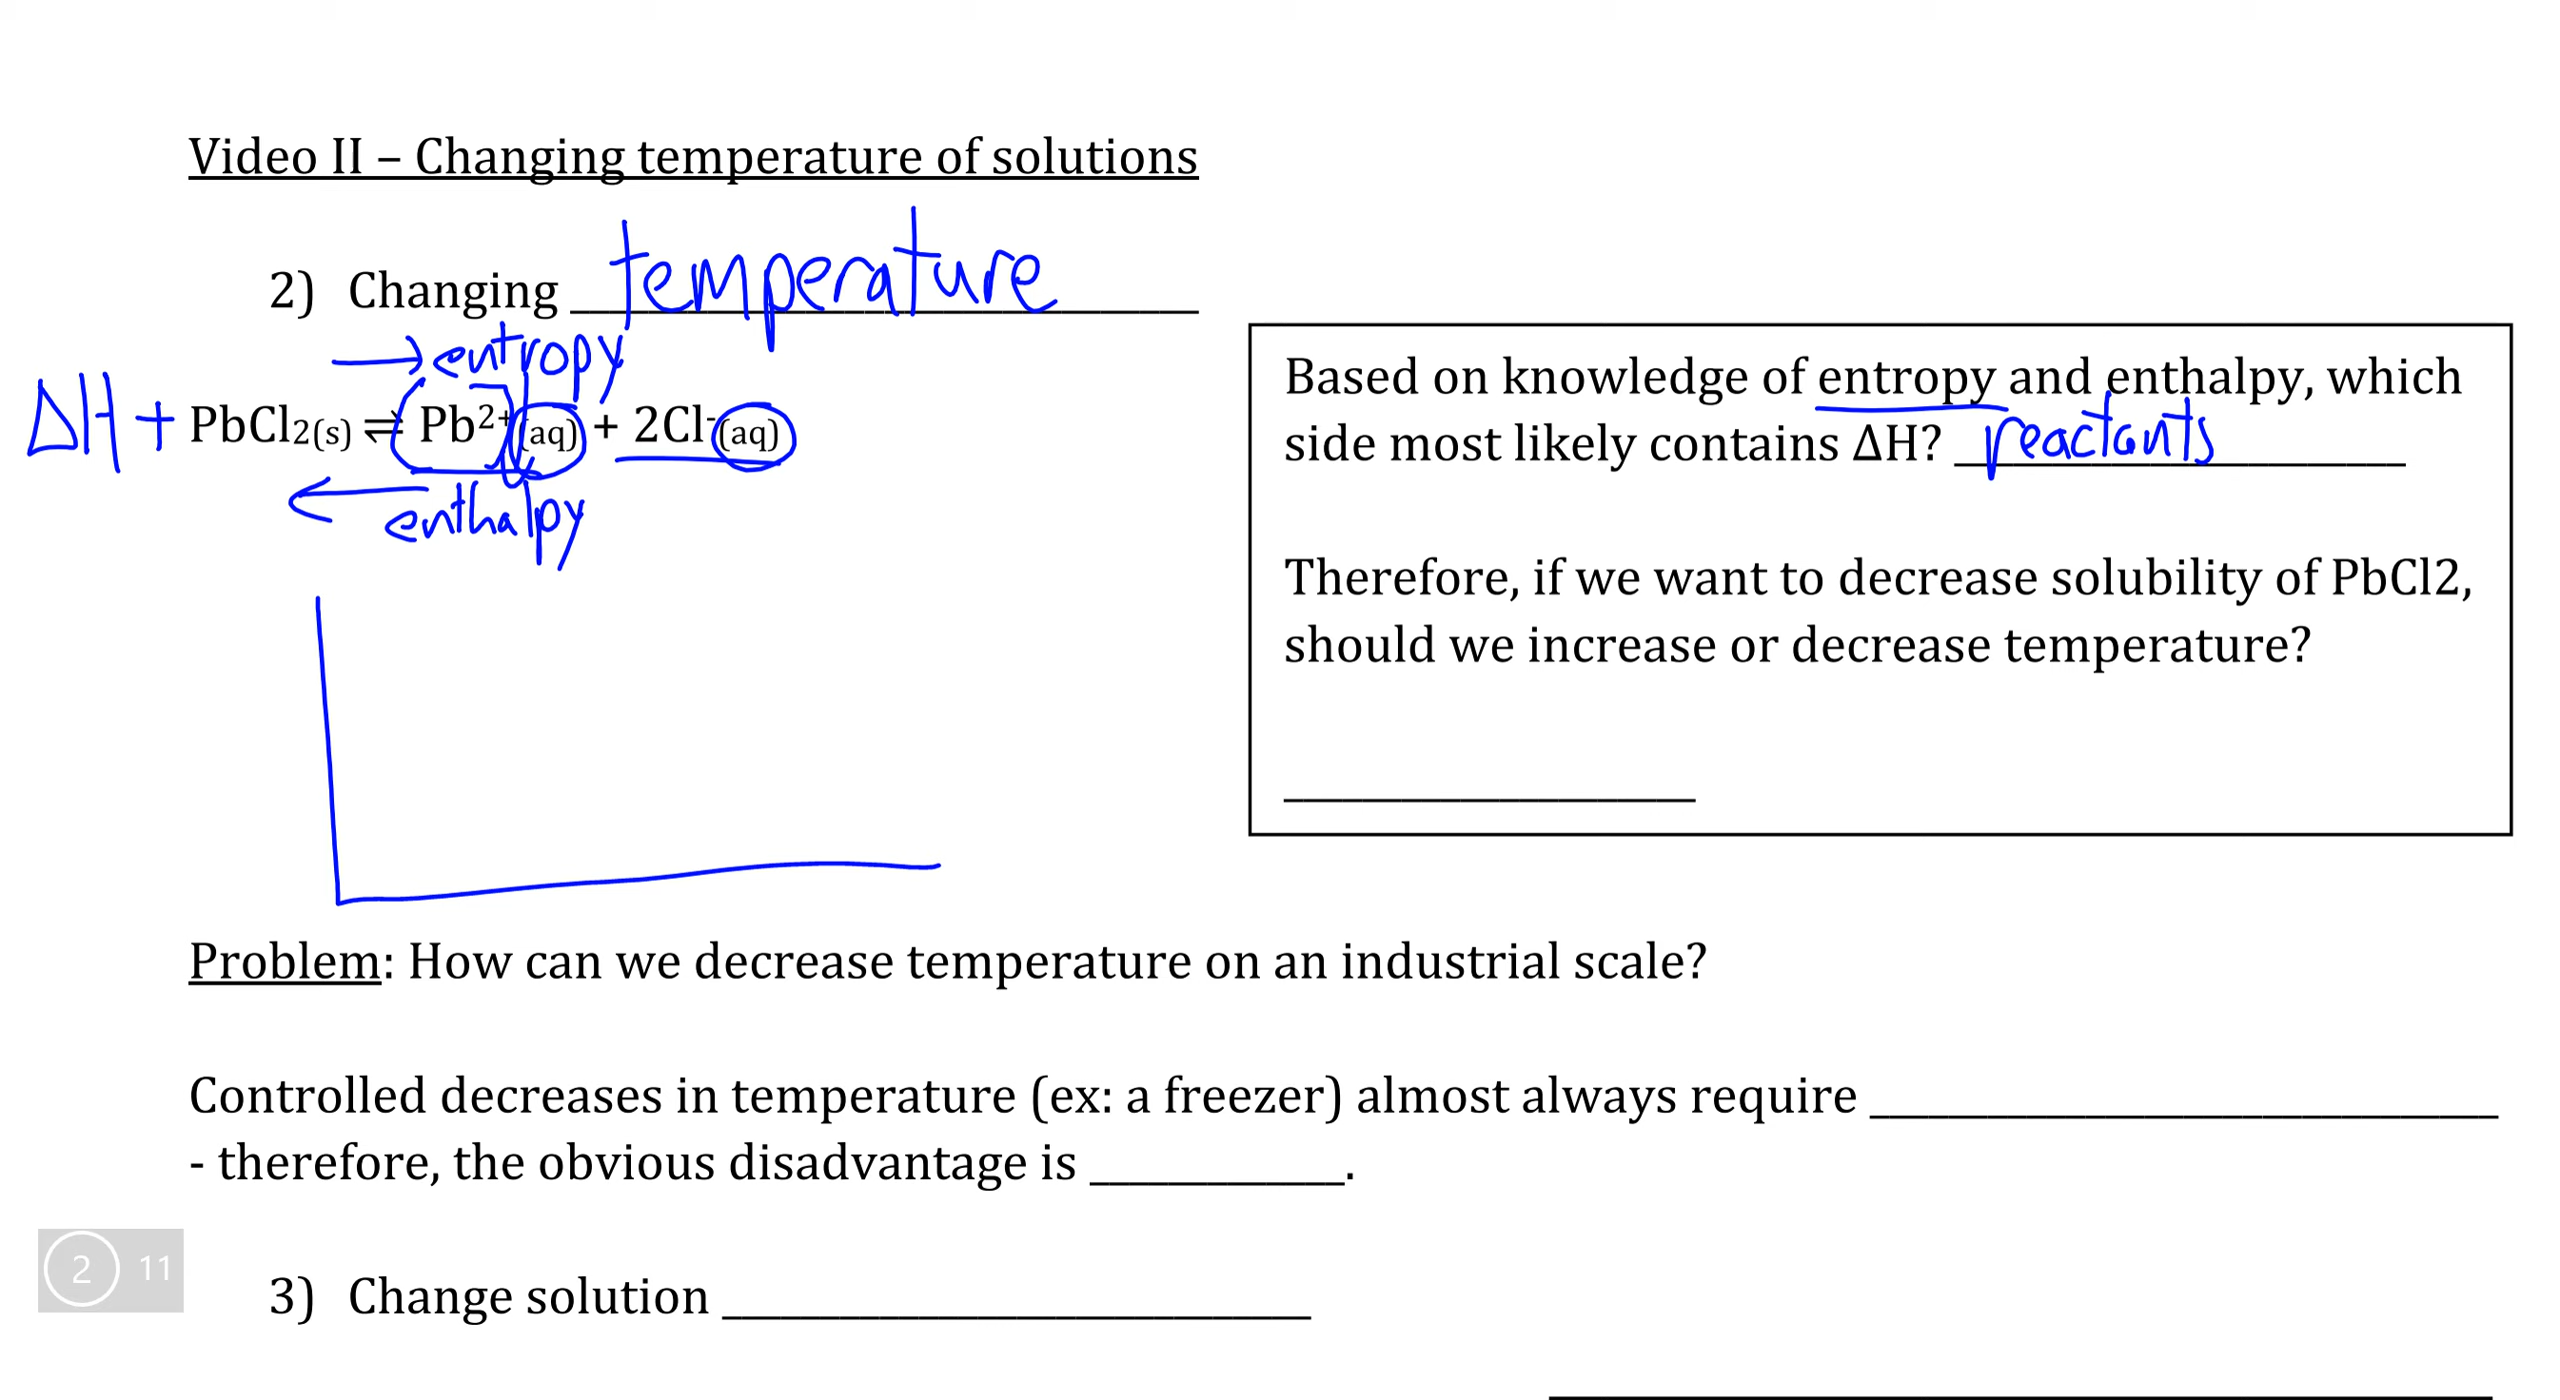 Video II – Changing temperature of solutions
2) Changing temperature
→ entropy
ΔH + PbCl2(s) ⇌ Pb2+(aq) + 2Cl-(aq)
← enthalpy
Based on knowledge of entropy and enthalpy, which
side most likely contains ΔH? reactants
Therefore, if we want to decrease solubility of PbCl2,
should we increase or decrease temperature?
Problem: How can we decrease temperature on an industrial scale?
Controlled decreases in temperature (ex: a freezer) almost always require
- therefore, the obvious disadvantage is ____________.
2 11
3) Change solution